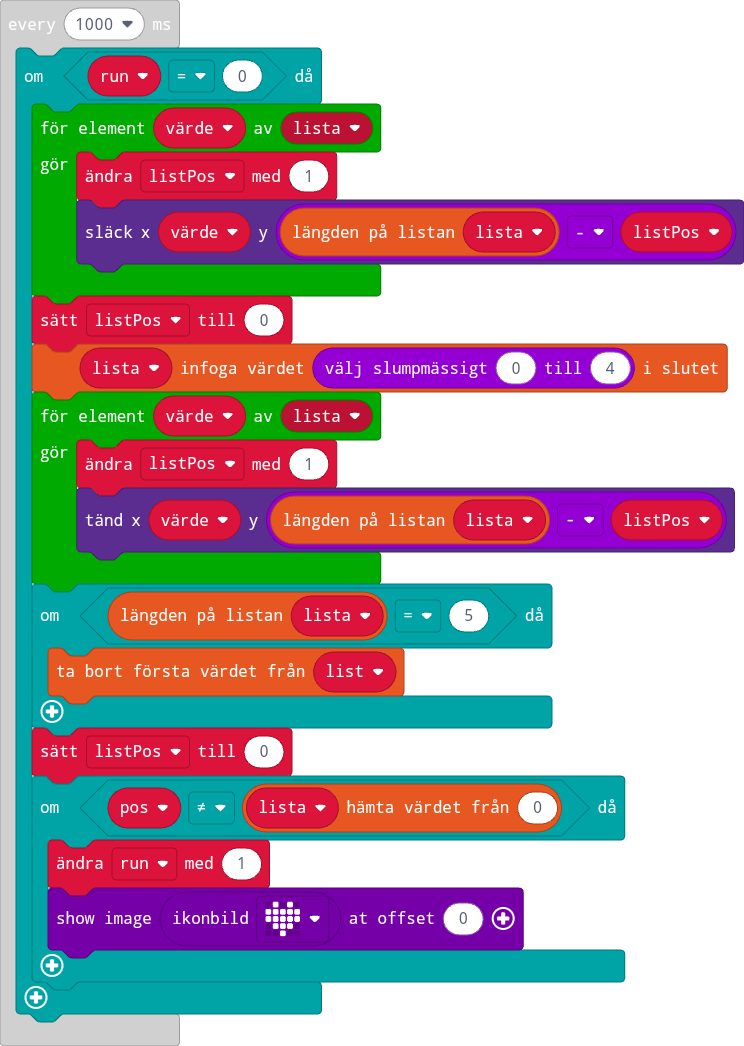 every 1000 ms
om run = 0 då
för element värde av lista
gör
ändra listPos med 1
släck x värde y längden på listan lista - listPos
sätt listPos till 0
lista infoga värdet välj slumpmässigt 0 till 4 i slutet
för element värde av lista
gör
ändra listPos med 1
tänd x värde y längden på listan lista - listPos
om längden på listan lista = 5 då
ta bort första värdet från list
sätt listPos till 0
om pos ≠ lista hämta värdet från 0 då
ändra run med 1
show image ikonbild at offset 0